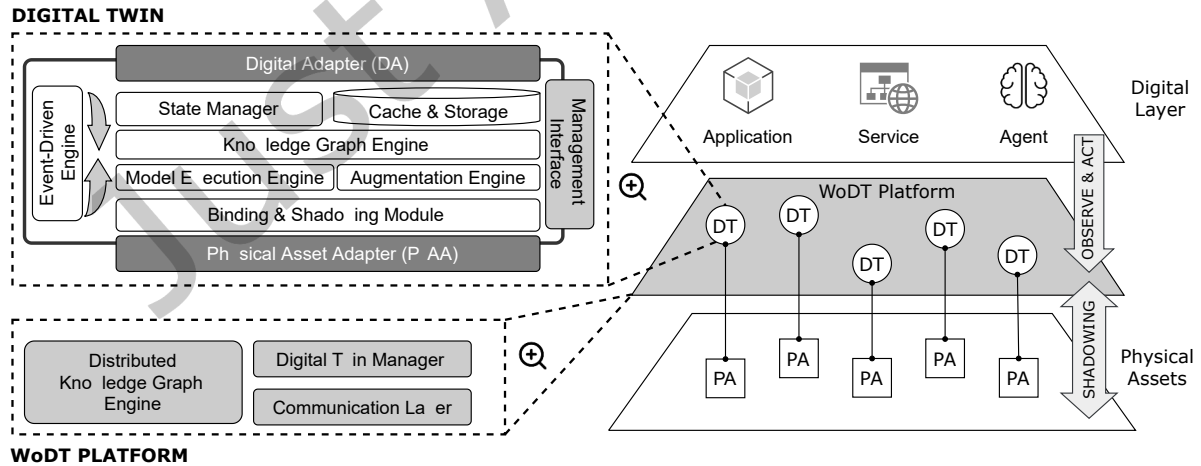 DIGITAL TWIN
Digital Adapter (DA)
Event-Driven
Engine
State Manager
Cache & Storage
Kno ledge Graph Engine
Model E ecution Engine
Augmentation Engine
Binding & Shado ing Module
Ph sical Asset Adapter (P AA)
Management
Interface
Application
Service
Agent
Digital
Layer
OBSERVE & ACT
WoDT Platform
DT
DT
DT
DT
DT
SHADOWING
PA
PA
PA
PA
PA
Physical
Assets
Distributed
Kno ledge Graph
Engine
Digital T in Manager
Communication La er
WoDT PLATFORM
Just